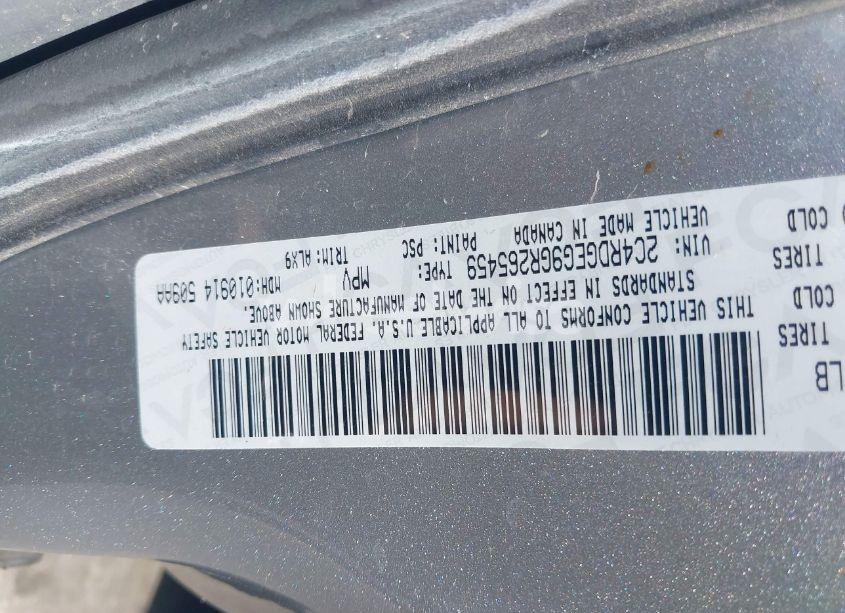 LB
TIRES
COLD
TIRES
COLD
THIS VEHICLE CONFORMS TO ALL APPLICABLE U.S.A. FEDERAL MOTOR VEHICLE SAFETY
STANDARDS IN EFFECT ON THE DATE OF MANUFACTURE SHOWN ABOVE.
VIN: 2C4RDGEG9GR265459 TYPE: MPV MDH:010914 509AA
VEHICLE MADE IN CANADA PAINT: PSC TRIM:ALX9